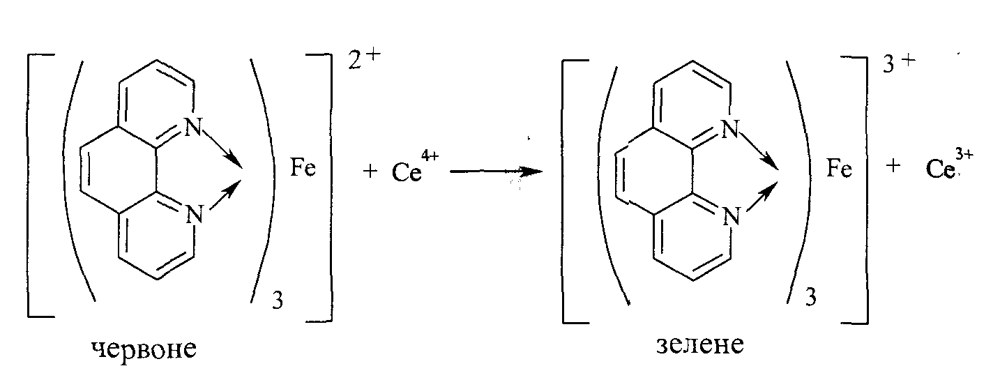 2+ 3+
N N
Fe + Ce4+ Fe + Ce3+
N N
3 3
червоне зелене